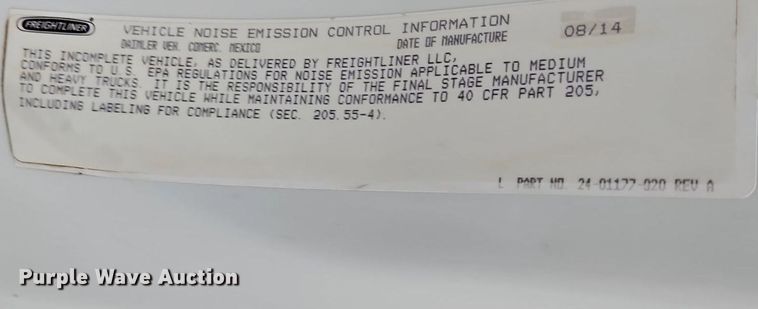 FREIGHTLINER
VEHICLE NOISE EMISSION CONTROL INFORMATION
DAIMLER VEH. COMERC. MEXICO DATE OF MANUFACTURE 08/14
THIS INCOMPLETE VEHICLE, AS DELIVERED BY FREIGHTLINER LLC,
CONFORMS TO U.S. EPA REGULATIONS FOR NOISE EMISSION APPLICABLE TO MEDIUM
AND HEAVY TRUCKS. IT IS THE RESPONSIBILITY OF THE FINAL STAGE MANUFACTURER
TO COMPLETE THIS VEHICLE WHILE MAINTAINING CONFORMANCE TO 40 CFR PART 205,
INCLUDING LABELING FOR COMPLIANCE (SEC. 205.55-4).
L PART NO. 24-01177-020 REV A
Purple Wave Auction